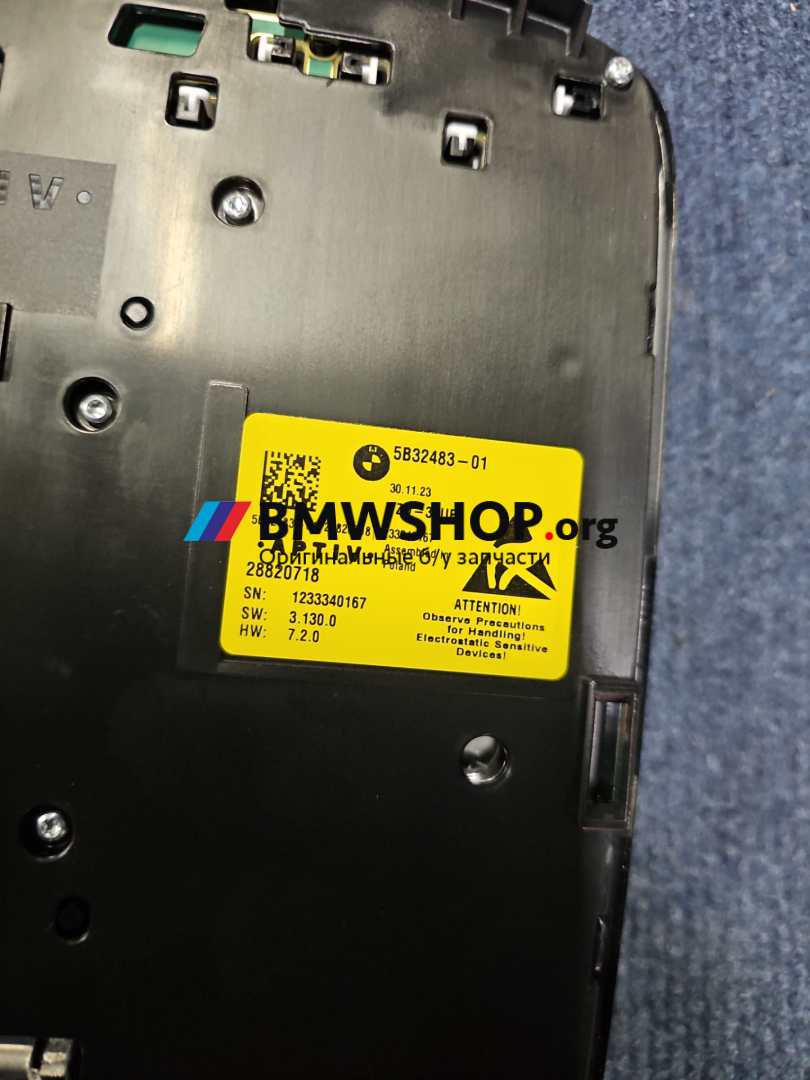 5B32483-01
30.11.23
BMWSHOP.org
APTIV
Assembled in
Poland
Оригинальные б/у запчасти
28820718
SN: 1233340167
SW: 3.130.0
HW: 7.2.0
ATTENTION!
Observe Precautions
for Handling!
Electrostatic Sensitive
Devices!